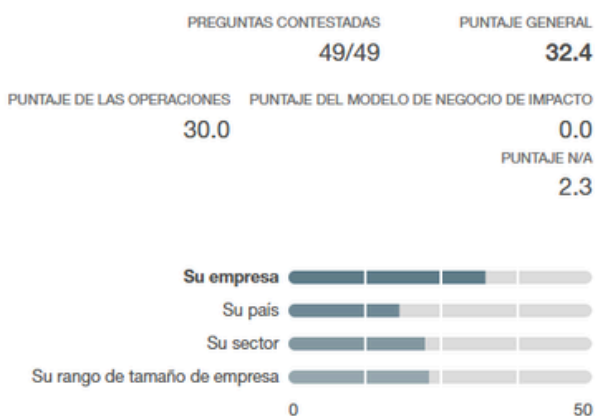 PREGUNTAS CONTESTADAS PUNTAJE GENERAL
49/49 32.4
PUNTAJE DE LAS OPERACIONES PUNTAJE DEL MODELO DE NEGOCIO DE IMPACTO
30.0 0.0
PUNTAJE N/A
2.3
Su empresa
Su país
Su sector
Su rango de tamaño de empresa
0 50